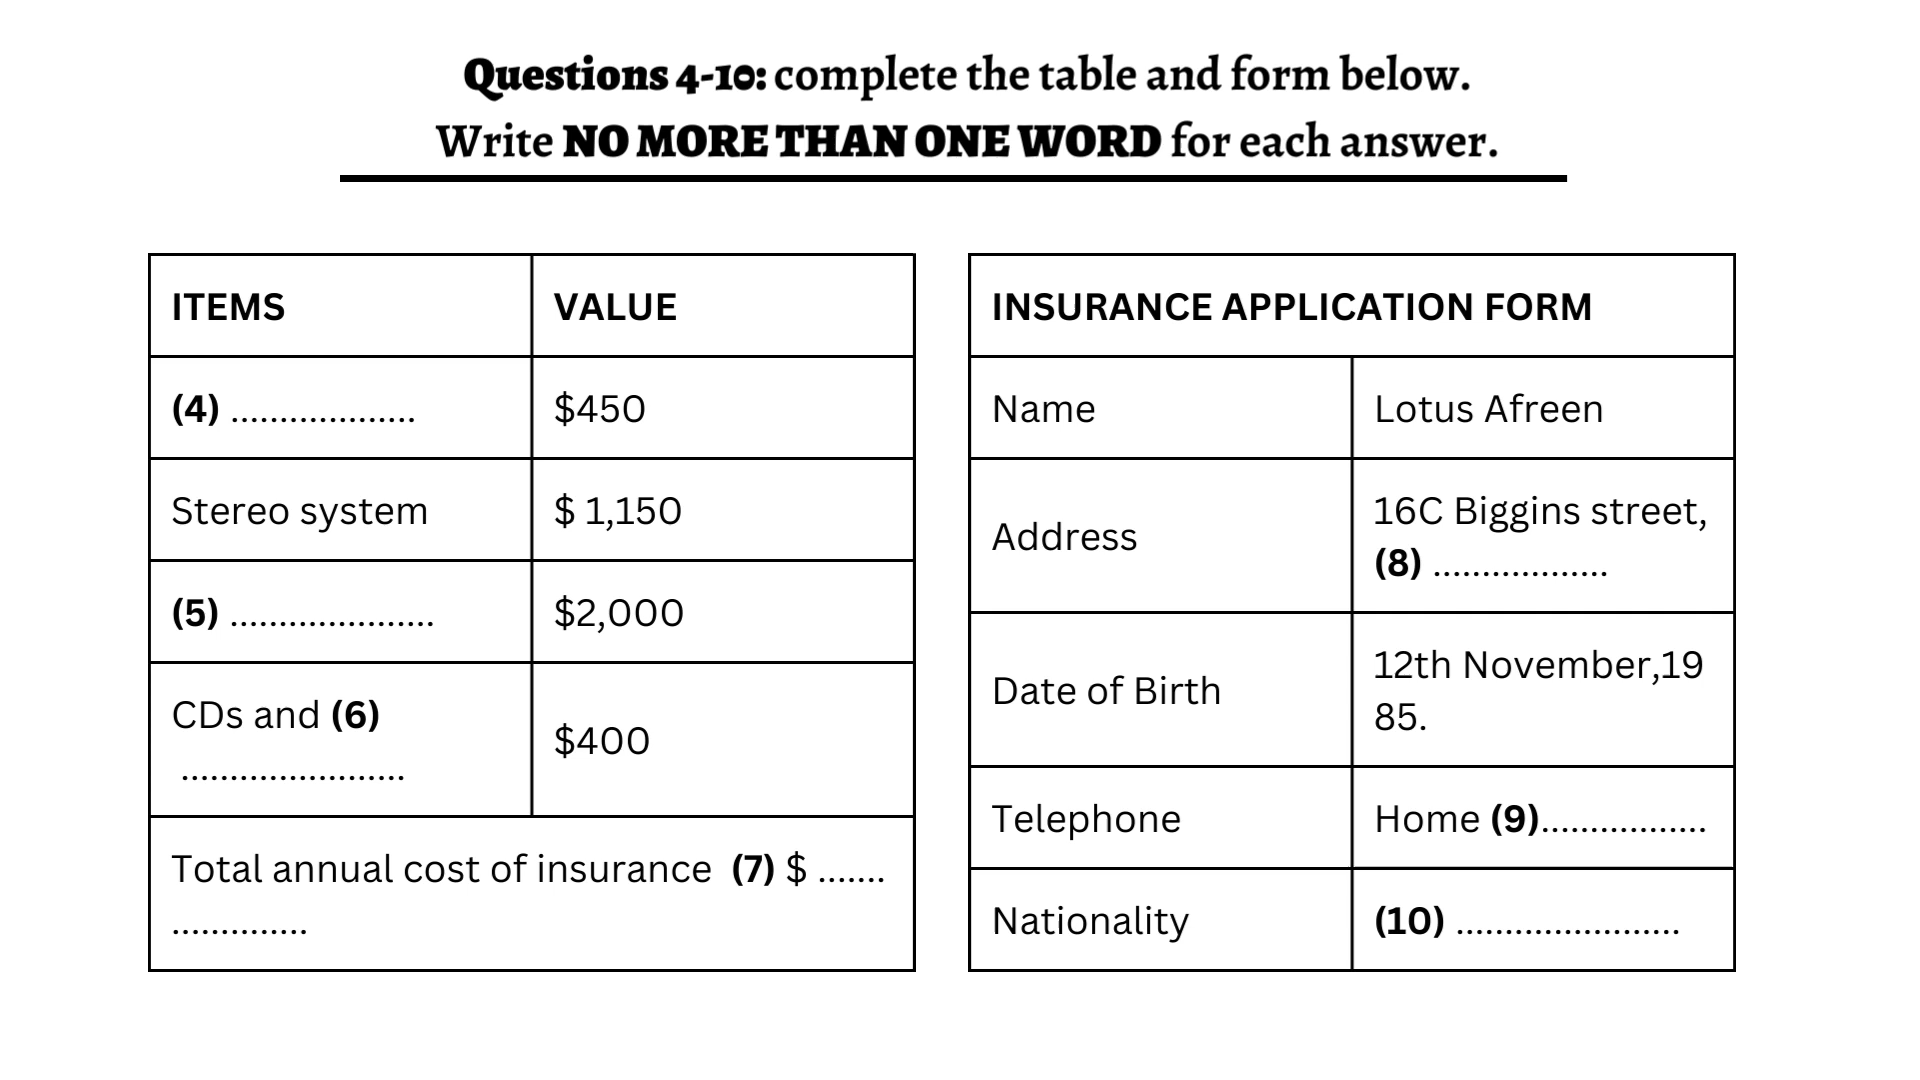 Questions 4-10: complete the table and form below.
Write NO MORE THAN ONE WORD for each answer.
ITEMS VALUE
(4) ...................
$450
Stereo system $ 1,150
(5) .....................
$2,000
CDs and (6)
.......................
$400
Total annual cost of insurance  (7) $ .......
..............
INSURANCE APPLICATION FORM
Name Lotus Afreen
Address
16C Biggins street,
(8) ..................
Date of Birth
12th November,19
85.
Telephone Home (9).................
Nationality (10) .......................